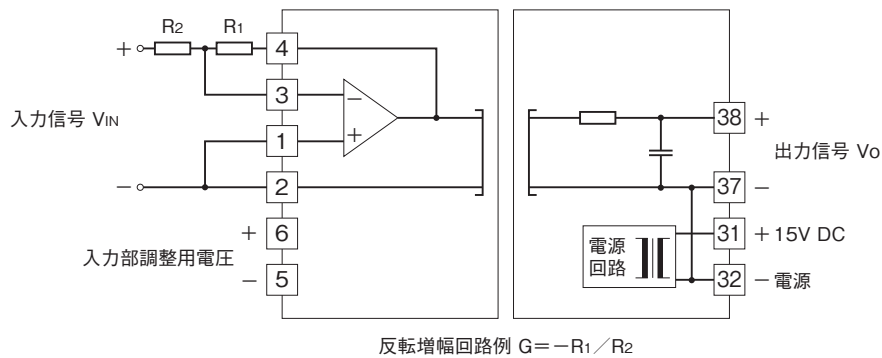 R2 R1
+
入力信号 VIN
−
4
3
1
2
6
5
−
+
+
入力部調整用電圧
−
38 +
出力信号 Vo
37 −
31 + 15V DC
32 − 電源
電源
回路
反転増幅回路例 G=−R1／R2